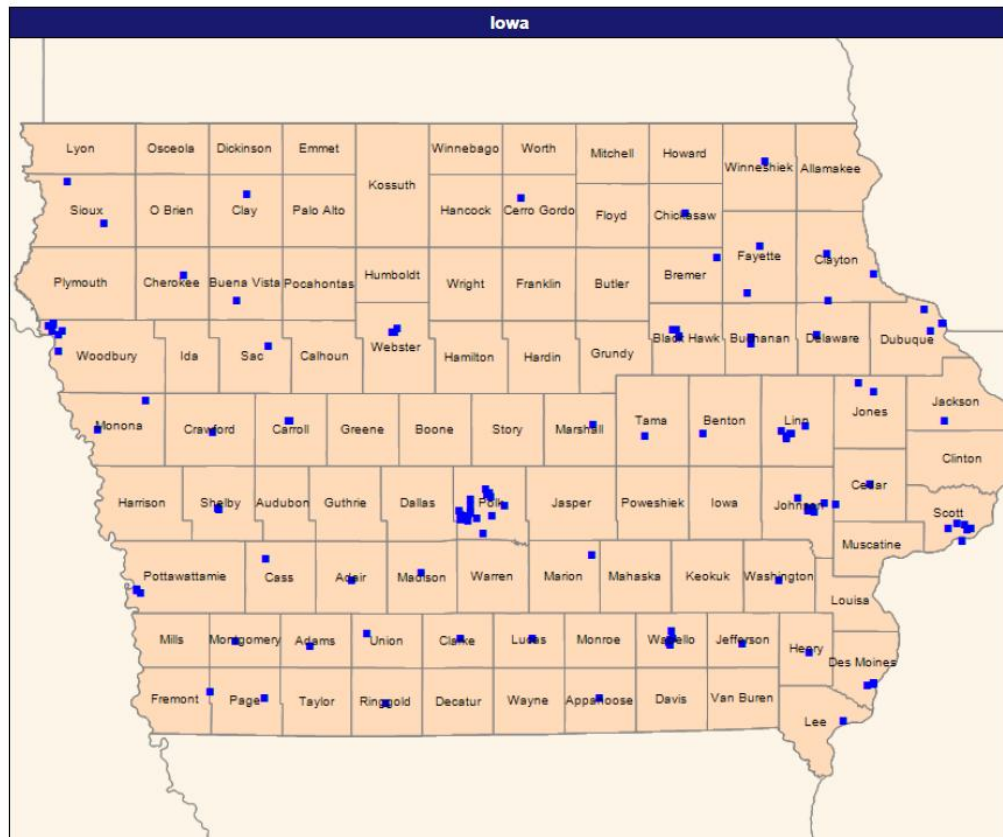 Iowa
Lyon
Osceola
Dickinson
Emmet
Kossuth
Winnebago
Worth
Mitchell
Howard
Winneshiek
Allamakee
Sioux
O Brien
Clay
Palo Alto
Hancock
Cerro Gordo
Floyd
Chickasaw
Plymouth
Cherokee
Buena Vista
Pocahontas
Humboldt
Wright
Franklin
Butler
Bremer
Fayette
Clayton
Woodbury
Ida
Sac
Calhoun
Webster
Hamilton
Hardin
Grundy
Black Hawk
Buchanan
Delaware
Dubuque
Monona
Crawford
Carroll
Greene
Boone
Story
Marshall
Tama
Benton
Linn
Jones
Jackson
Clinton
Harrison
Shelby
Audubon
Guthrie
Dallas
Polk
Jasper
Poweshiek
Iowa
Johnson
Cedar
Scott
Muscatine
Pottawattamie
Cass
Adair
Madison
Warren
Marion
Mahaska
Keokuk
Washington
Louisa
Mills
Montgomery
Adams
Union
Clarke
Lucas
Monroe
Wapello
Jefferson
Henry
Des Moines
Fremont
Page
Taylor
Ringgold
Decatur
Wayne
Appanoose
Davis
Van Buren
Lee